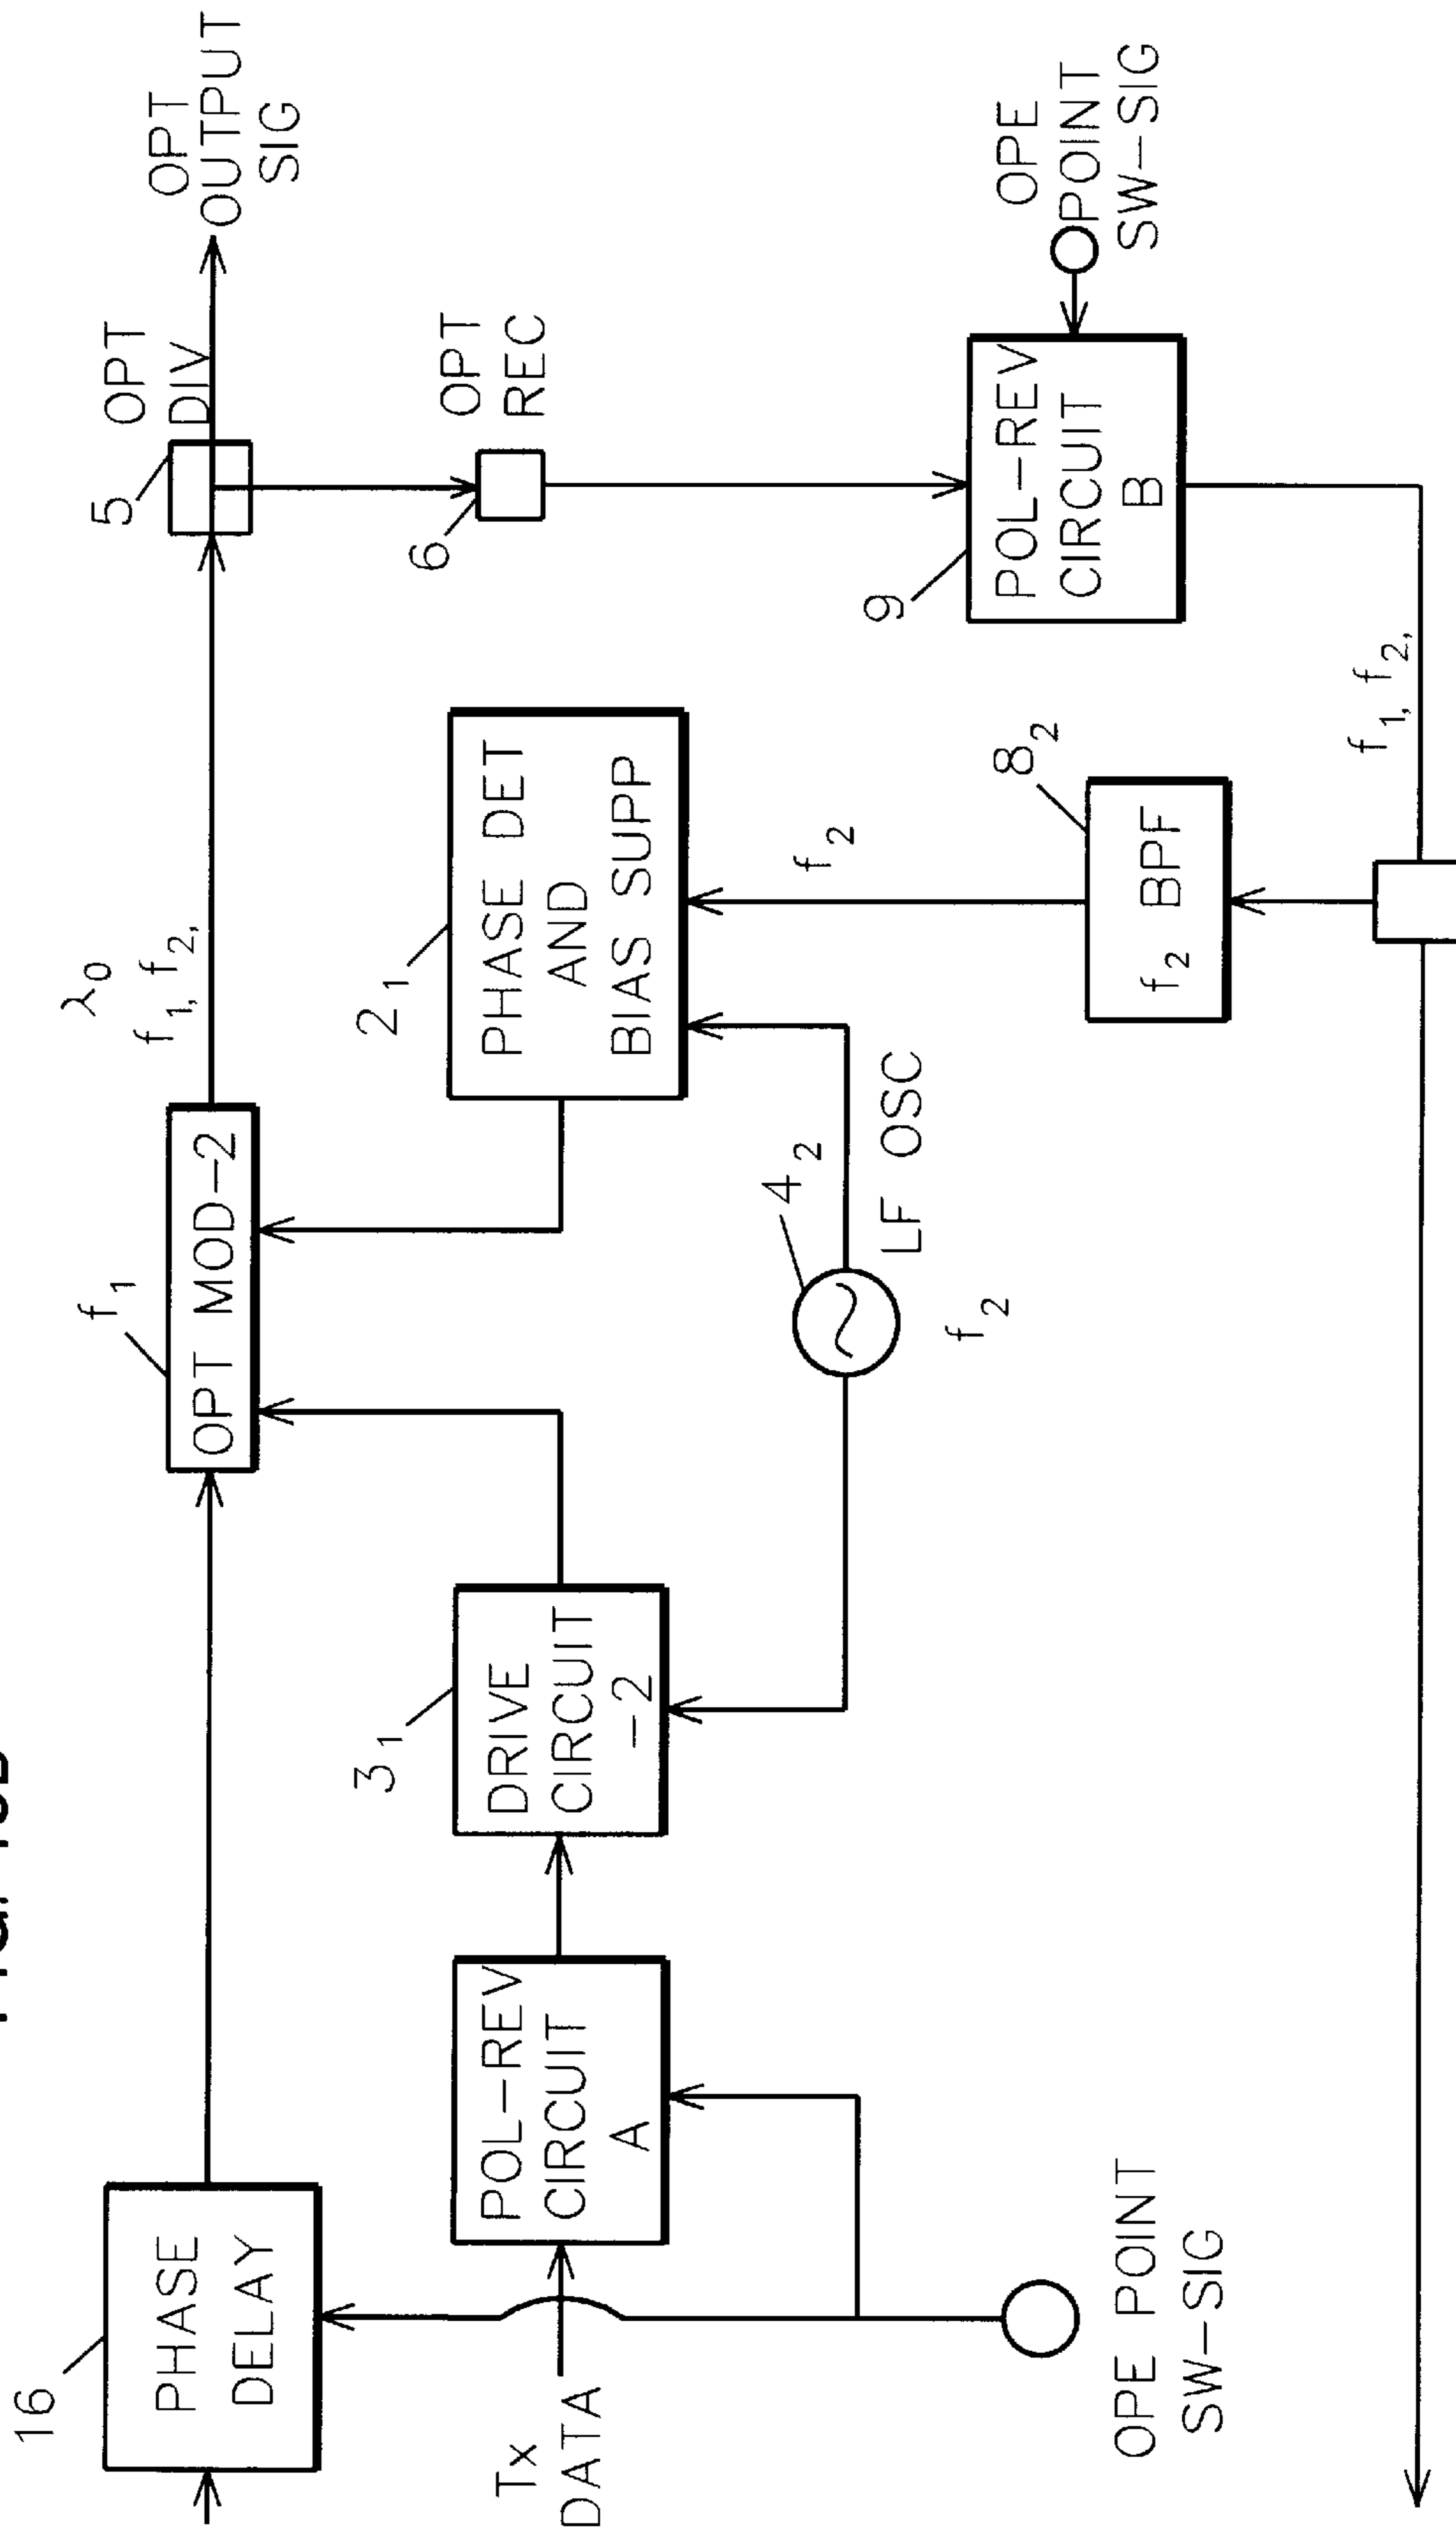 FIG.
16
PHASE
DELAY
f1
OPT MOD-2
λ0
f1, f2,
5
OPT
DIV
OPT
OUTPUT
SIG
Tx
DATA
POL-REV
CIRCUIT
A
31
DRIVE
CIRCUIT
-2
21
PHASE DET
AND
BIAS SUPP
6
OPT
REC
42
LF OSC
f2
f2
OPE POINT
SW-SIG
82
f2 BPF
9
POL-REV
CIRCUIT
B
OPE
POINT
SW-SIG
f1, f2,